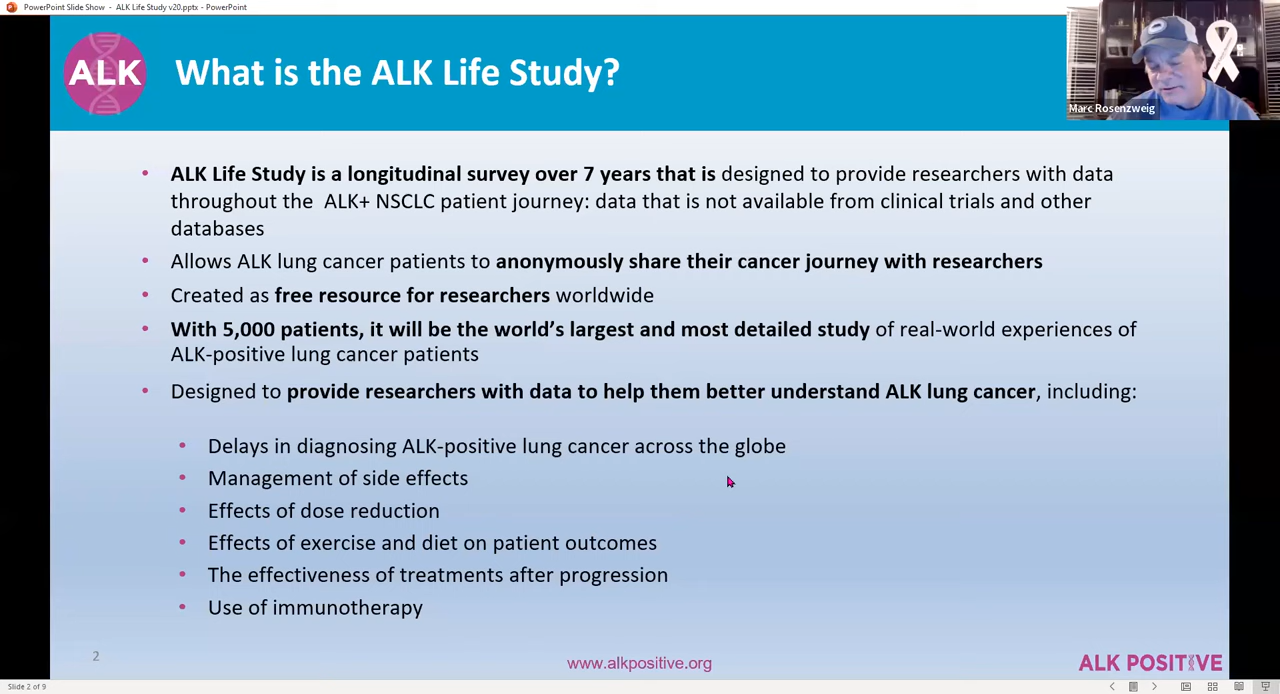 PowerPoint Slide Show - ALK Life Study v20.pptx - PowerPoint
ALK
What is the ALK Life Study?
Marc Rosenzweig
• ALK Life Study is a longitudinal survey over 7 years that is designed to provide researchers with data
throughout the ALK+ NSCLC patient journey: data that is not available from clinical trials and other
databases
• Allows ALK lung cancer patients to anonymously share their cancer journey with researchers
• Created as free resource for researchers worldwide
• With 5,000 patients, it will be the world's largest and most detailed study of real-world experiences of
ALK-positive lung cancer patients
• Designed to provide researchers with data to help them better understand ALK lung cancer, including:
• Delays in diagnosing ALK-positive lung cancer across the globe
• Management of side effects
• Effects of dose reduction
• Effects of exercise and diet on patient outcomes
• The effectiveness of treatments after progression
• Use of immunotherapy
2
www.alkpositive.org
ALK POSITIVE
Slide 2 of 9